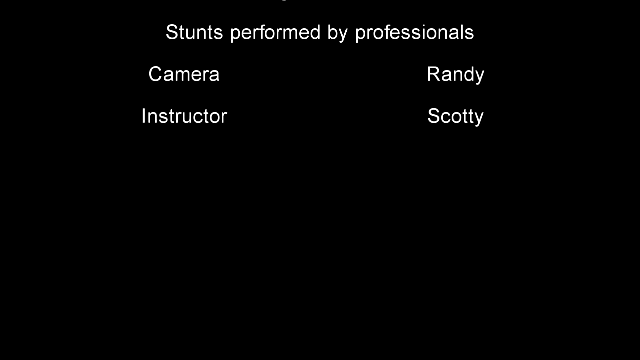 Stunts performed by professionals
Camera Randy
Instructor Scotty